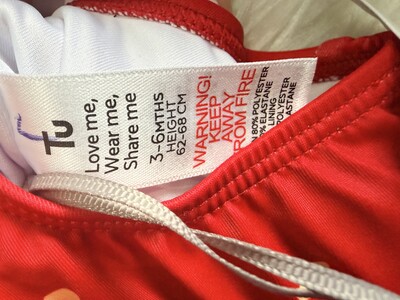 Tu
Love me,
Wear me,
Share me
3-6MTHS
HEIGHT
62-68 CM
WARNING!
KEEP
AWAY
FROM FIRE
80% POLYESTER
% ELASTANE
LINING
POLYESTER
ASTANE